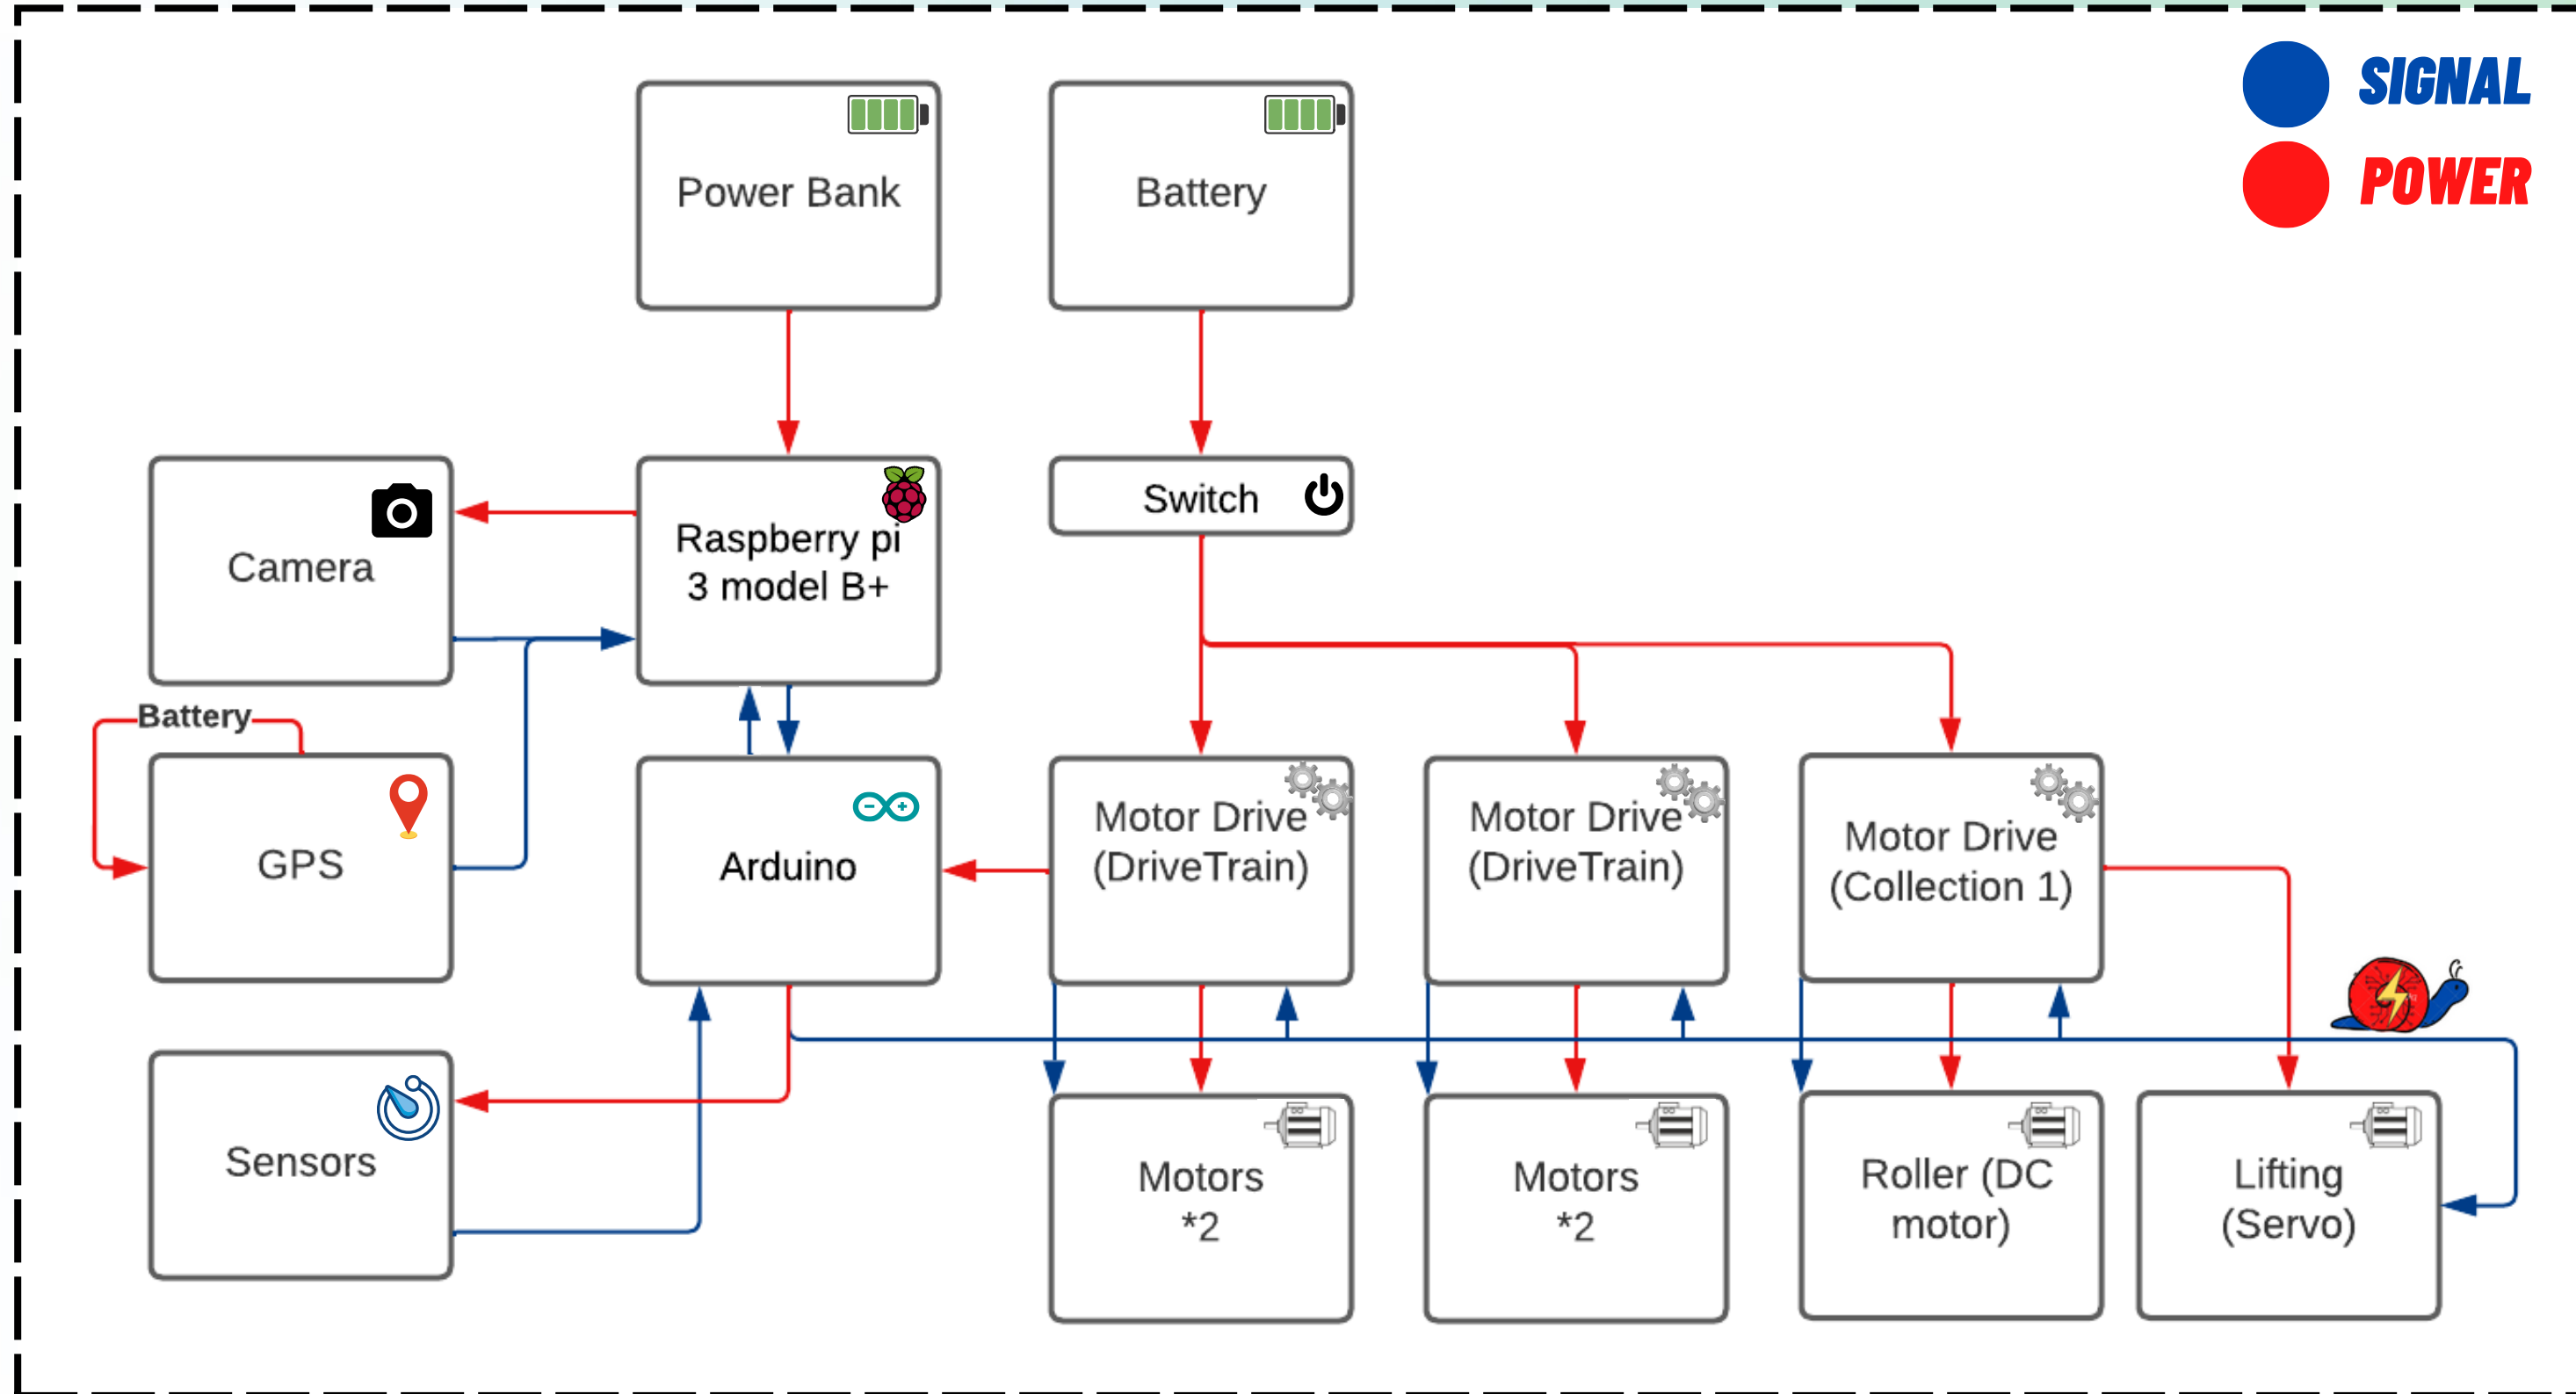 SIGNAL
POWER
Power Bank
Battery
Camera
Raspberry pi
3 model B+
Switch
Battery
GPS
Arduino
Motor Drive
(DriveTrain)
Motor Drive
(DriveTrain)
Motor Drive
(Collection 1)
Sensors
Motors
*2
Motors
*2
Roller (DC
motor)
Lifting
(Servo)